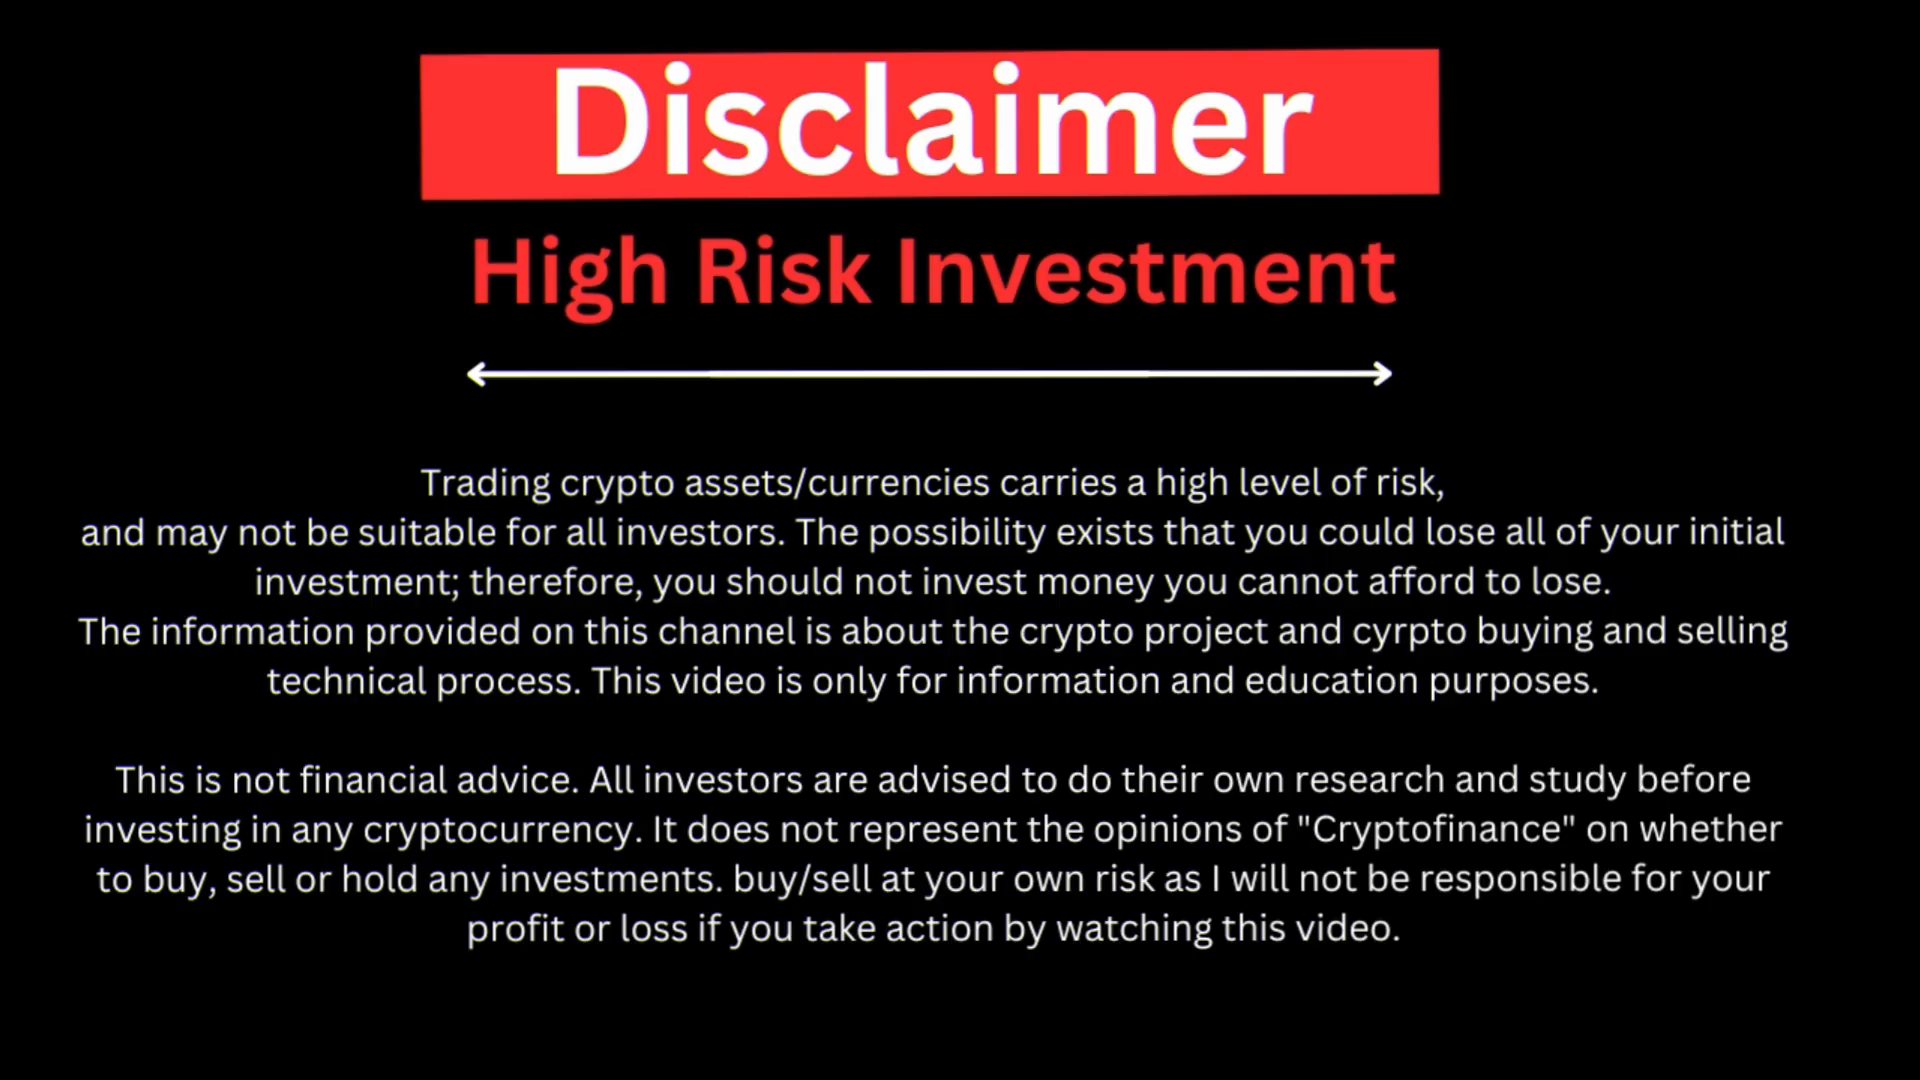 Disclaimer
High Risk Investment
Trading crypto assets/currencies carries a high level of risk,
and may not be suitable for all investors. The possibility exists that you could lose all of your initial
investment; therefore, you should not invest money you cannot afford to lose.
The information provided on this channel is about the crypto project and cyrpto buying and selling
technical process. This video is only for information and education purposes.
This is not financial advice. All investors are advised to do their own research and study before
investing in any cryptocurrency. It does not represent the opinions of "Cryptofinance" on whether
to buy, sell or hold any investments. buy/sell at your own risk as I will not be responsible for your
profit or loss if you take action by watching this video.